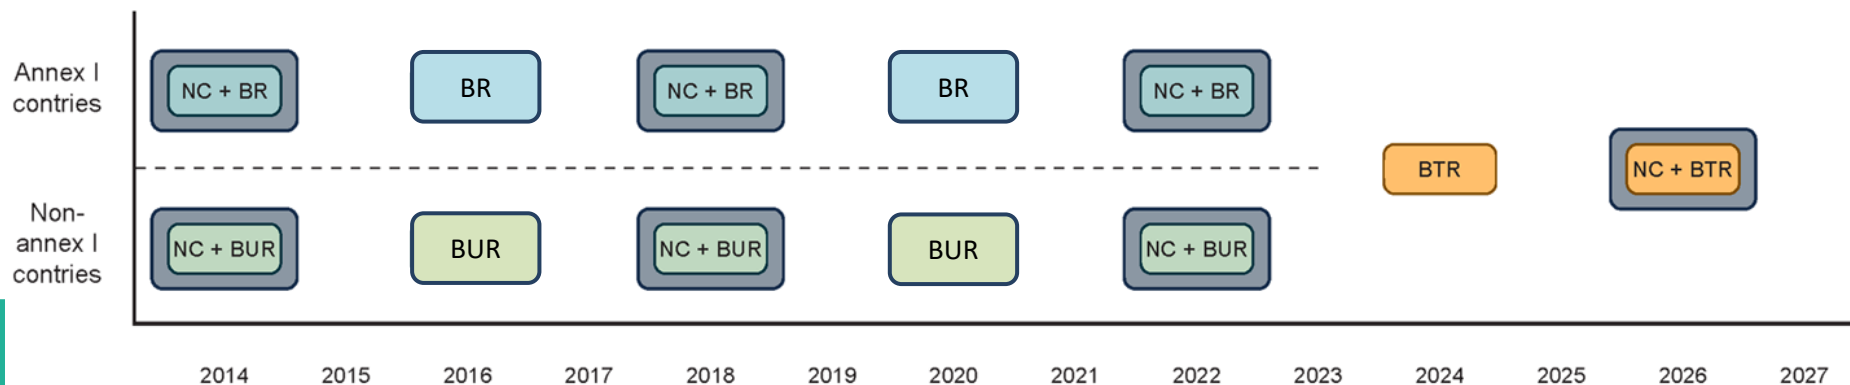 Annex I
contries
NC + BR
BR
NC + BR
BR
NC + BR
BTR
NC + BTR
Non-
annex I
contries
NC + BUR
BUR
NC + BUR
BUR
NC + BUR
2014 2015 2016 2017 2018 2019 2020 2021 2022 2023 2024 2025 2026 2027